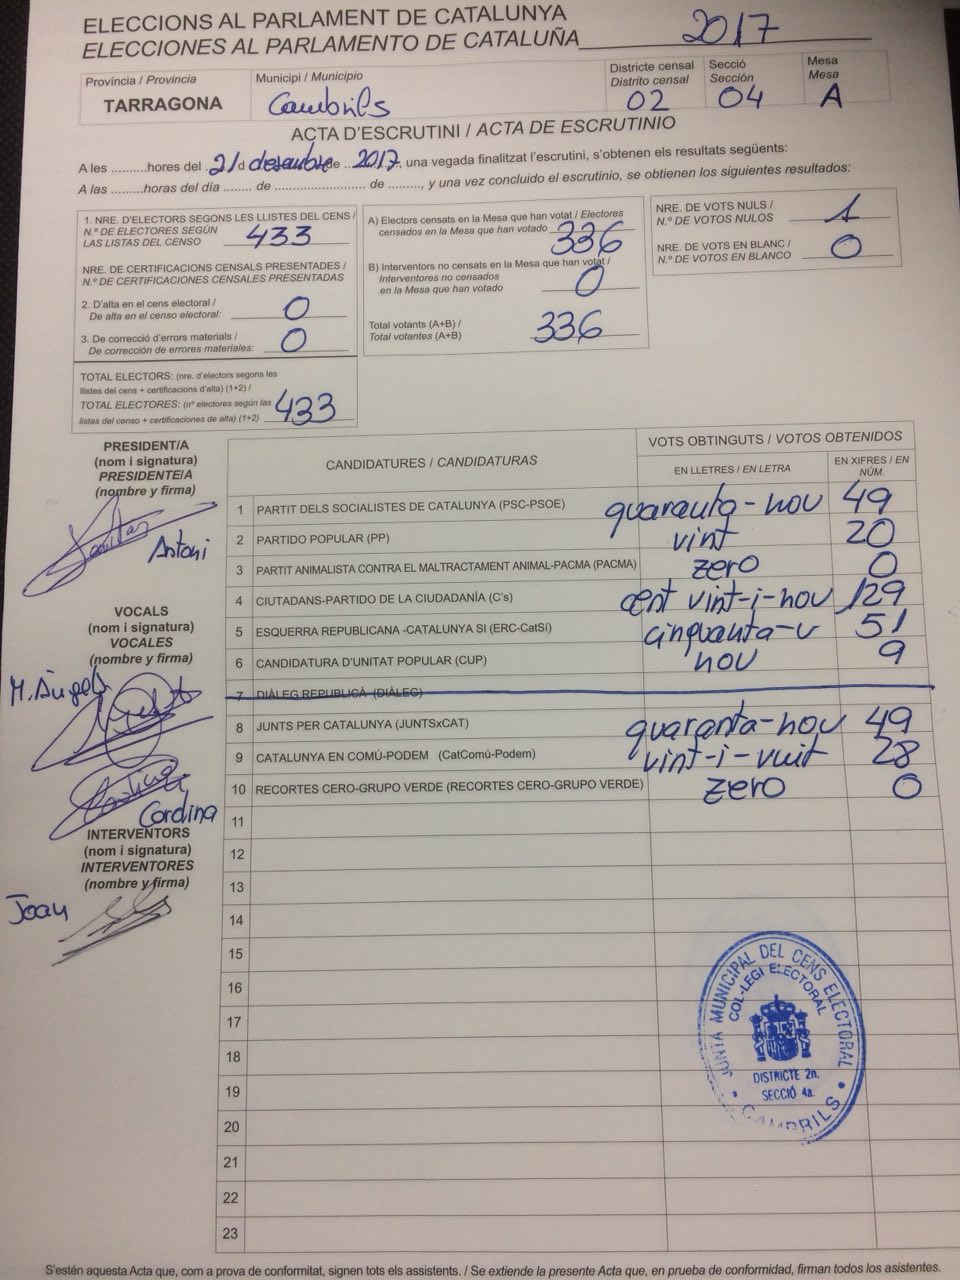 ELECCIONS AL PARLAMENT DE CATALUNYA
ELECCIONES AL PARLAMENTO DE CATALUÑA 2017
Província / Provincia
TARRAGONA
Municipi / Municipio
Cambrils
Districte censal
Distrito censal
02
Secció
Sección
04
Mesa
Mesa
A
ACTA D'ESCRUTINI / ACTA DE ESCRUTINIO
A les .........hores del 21 d desembre de 2017, una vegada finalitzat l'escrutini, s'obtenen els resultats següents:
A las .........horas del día ........ de ......................... de ........, y una vez concluido el escrutinio, se obtienen los siguientes resultados:
1. NRE. D'ELECTORS SEGONS LES LLISTES DEL CENS /
N.º DE ELECTORES SEGÚN
LAS LISTAS DEL CENSO 433
NRE. DE CERTIFICACIONS CENSALS PRESENTADES /
N.º DE CERTIFICACIONES CENSALES PRESENTADAS
2. D'alta en el cens electoral /
De alta en el censo electoral: 0
3. De correcció d'errors materials /
De corrección de errores materiales: 0
TOTAL ELECTORS: (nre. d'electors segons les
llistes del cens + certificacions d'alta) (1+2) /
TOTAL ELECTORES: (nº electores según las
listas del censo + certificaciones de alta) (1+2) 433
A) Electors censats en la Mesa que han votat / Electores
censados en la Mesa que han votado 336
B) Interventors no censats en la Mesa que han votat /
Interventores no censados
en la Mesa que han votado 0
Total votants (A+B) /
Total votantes (A+B) 336
NRE. DE VOTS NULS /
N.º DE VOTOS NULOS 1
NRE. DE VOTS EN BLANC /
N.º DE VOTOS EN BLANCO 0
PRESIDENT/A
(nom i signatura)
PRESIDENTE/A
(nombre y firma)
Antoni
VOCALS
(nom i signatura)
VOCALES
(nombre y firma)
M. Àngels
Cordina
INTERVENTORS
(nom i signatura)
INTERVENTORES
(nombre y firma)
Joan
CANDIDATURES / CANDIDATURAS
VOTS OBTINGUTS / VOTOS OBTENIDOS
EN LLETRES / EN LETRA
EN XIFRES / EN NÚM.
1 PARTIT DELS SOCIALISTES DE CATALUNYA (PSC-PSOE) quaranta-nou 49
2 PARTIDO POPULAR (PP) vint 20
3 PARTIT ANIMALISTA CONTRA EL MALTRACTAMENT ANIMAL-PACMA (PACMA) zero 0
4 CIUTADANS-PARTIDO DE LA CIUDADANÍA (C's) cent vint-i-nou 129
5 ESQUERRA REPUBLICANA -CATALUNYA SI (ERC-CatSí) cinquanta-u 51
6 CANDIDATURA D'UNITAT POPULAR (CUP) nou 9
7 DIÀLEG REPUBLICÀ (DIÀLEG)
8 JUNTS PER CATALUNYA (JUNTSxCAT) quaranta-nou 49
9 CATALUNYA EN COMÚ-PODEM (CatComú-Podem) vint-i-vuit 28
10 RECORTES CERO-GRUPO VERDE (RECORTES CERO-GRUPO VERDE) zero 0
11
12
13
14
15
16
17
18
19
20
21
22
23
JUNTA MUNICIPAL DEL CENS ELECTORAL
COL·LEGI ELECTORAL
DISTRICTE 2n.
SECCIÓ 4a.
CAMBRILS
S'estén aquesta Acta que, com a prova de conformitat, signen tots els assistents. / Se extiende la presente Acta que, en prueba de conformidad, firman todos los asistentes.